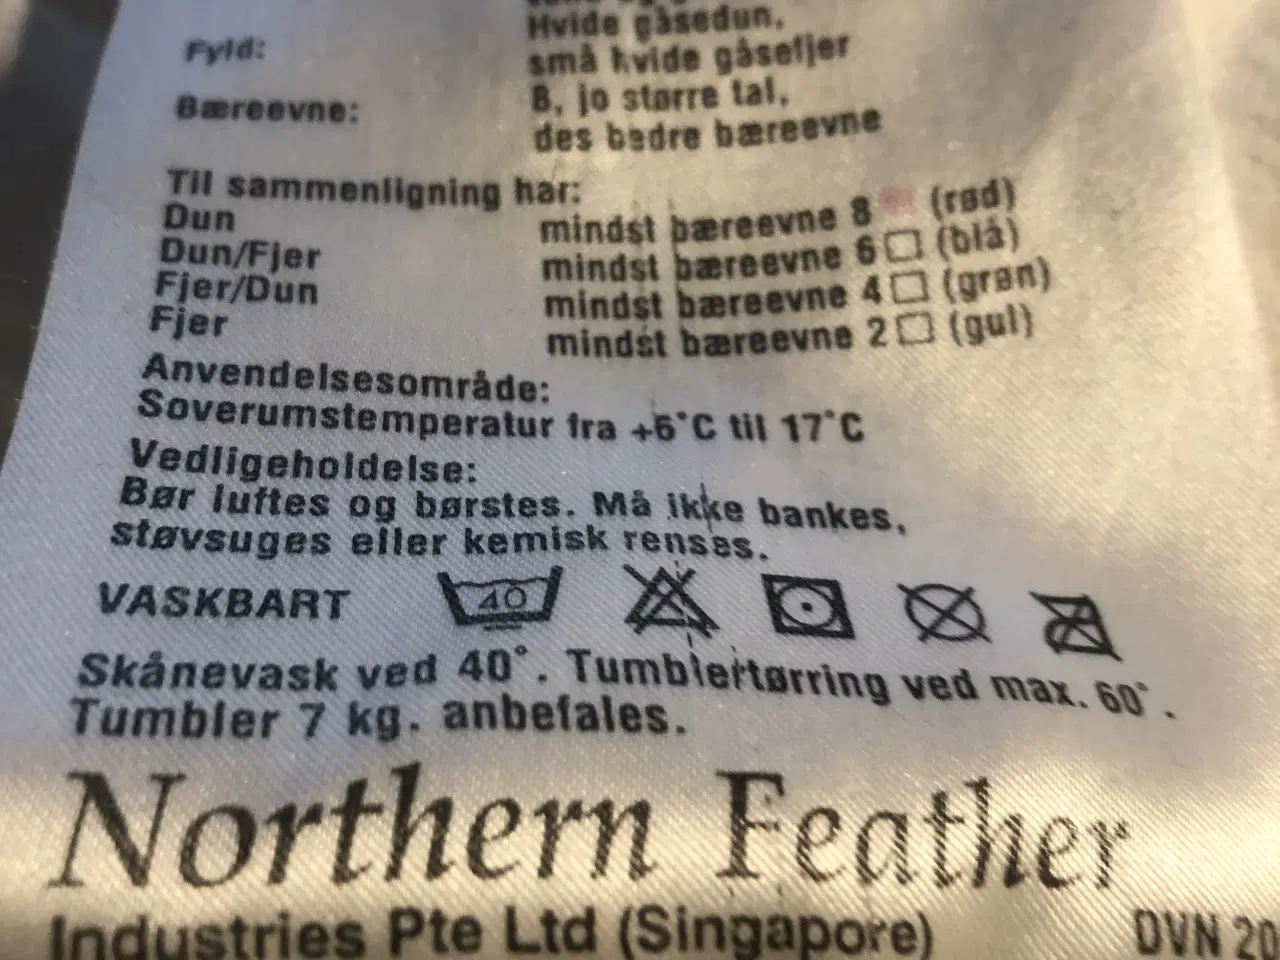 Hvide gåsedun,
Fyld: små hvide gåsefjer
Bæreevne: 8, jo større tal,
des bedre bæreevne
Til sammenligning har:
Dun mindst bæreevne 8 (rød)
Dun/Fjer mindst bæreevne 6 (blå)
Fjer/Dun mindst bæreevne 4 (grøn)
Fjer mindst bæreevne 2 (gul)
Anvendelsesområde:
Soverumstemperatur fra +6°C til 17°C
Vedligeholdelse:
Bør luftes og børstes. Må ikke bankes,
støvsuges eller kemisk renses.
VASKBART 40
Skånevask ved 40°. Tumblertørring ved max. 60°.
Tumbler 7 kg. anbefales.
Northern Feather
Industries Pte Ltd (Singapore) DVN 20